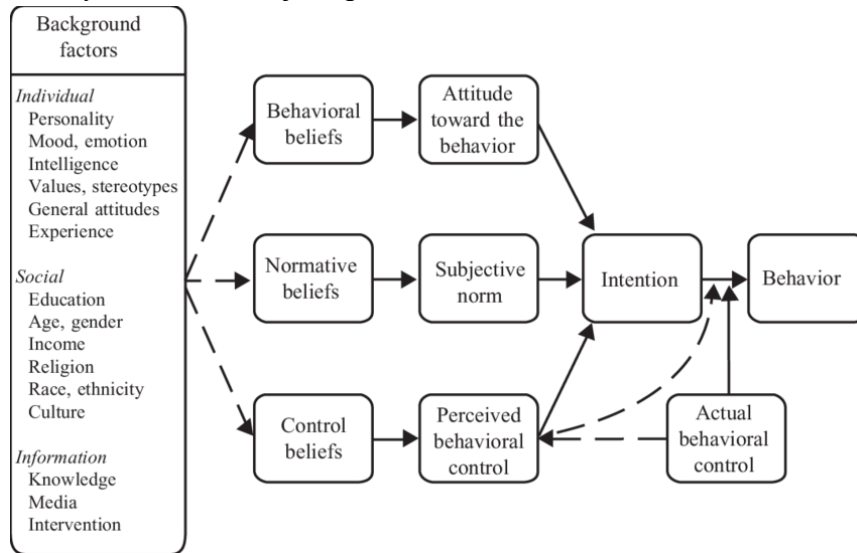 Background
factors
Individual
Personality
Mood, emotion
Intelligence
Values, stereotypes
General attitudes
Experience
Social
Education
Age, gender
Income
Religion
Race, ethnicity
Culture
Information
Knowledge
Media
Intervention
Behavioral
beliefs
Attitude
toward the
behavior
Normative
beliefs
Subjective
norm
Intention
Behavior
Control
beliefs
Perceived
behavioral
control
Actual
behavioral
control